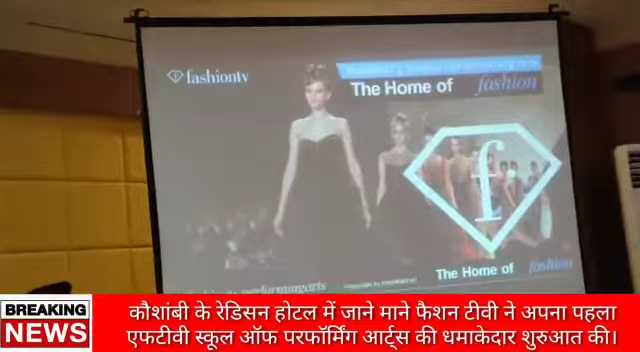 fashiontv
The Home of fashion
f
The Home of fashion
BREAKING
NEWS
कौशांबी के रेडिसन होटल में जाने माने फैशन टीवी ने अपना पहला
एफटीवी स्कूल ऑफ परफॉर्मिंग आर्ट्स की धमाकेदार शुरुआत की।